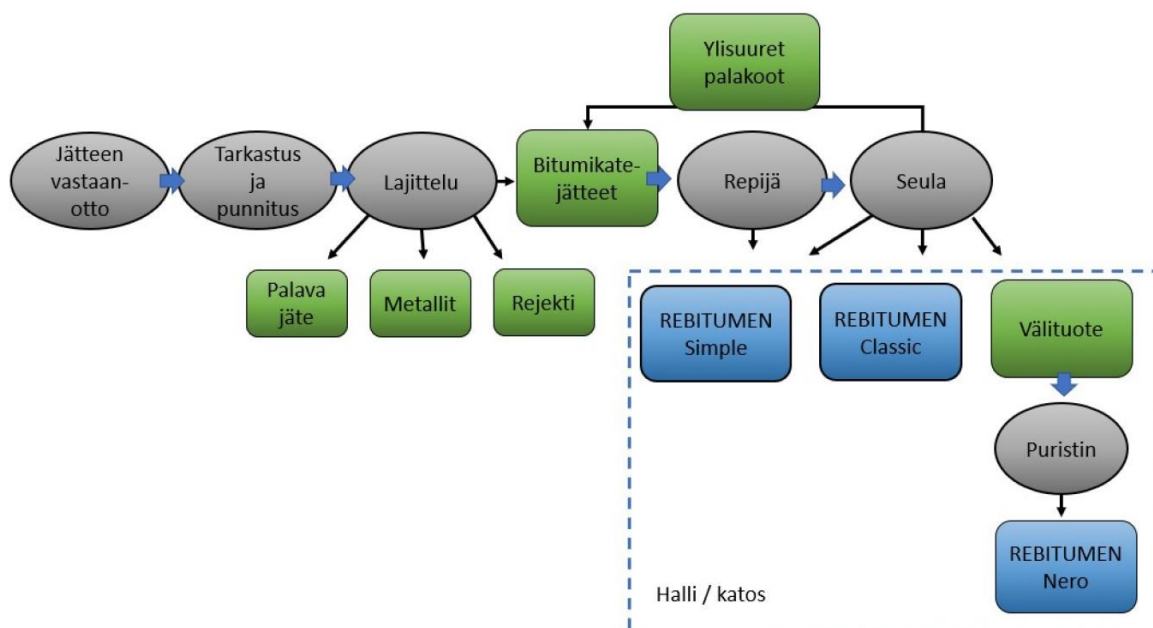 Ylisuuret
palakoot
Jätteen
vastaan-
otto
Tarkastus
ja
punnitus
Lajittelu
Bitumikate-
jätteet
Repijä
Seula
Palava
jäte
Metallit
Rejekti
REBITUMEN
Simple
REBITUMEN
Classic
Välituote
Puristin
REBITUMEN
Nero
Halli / katos